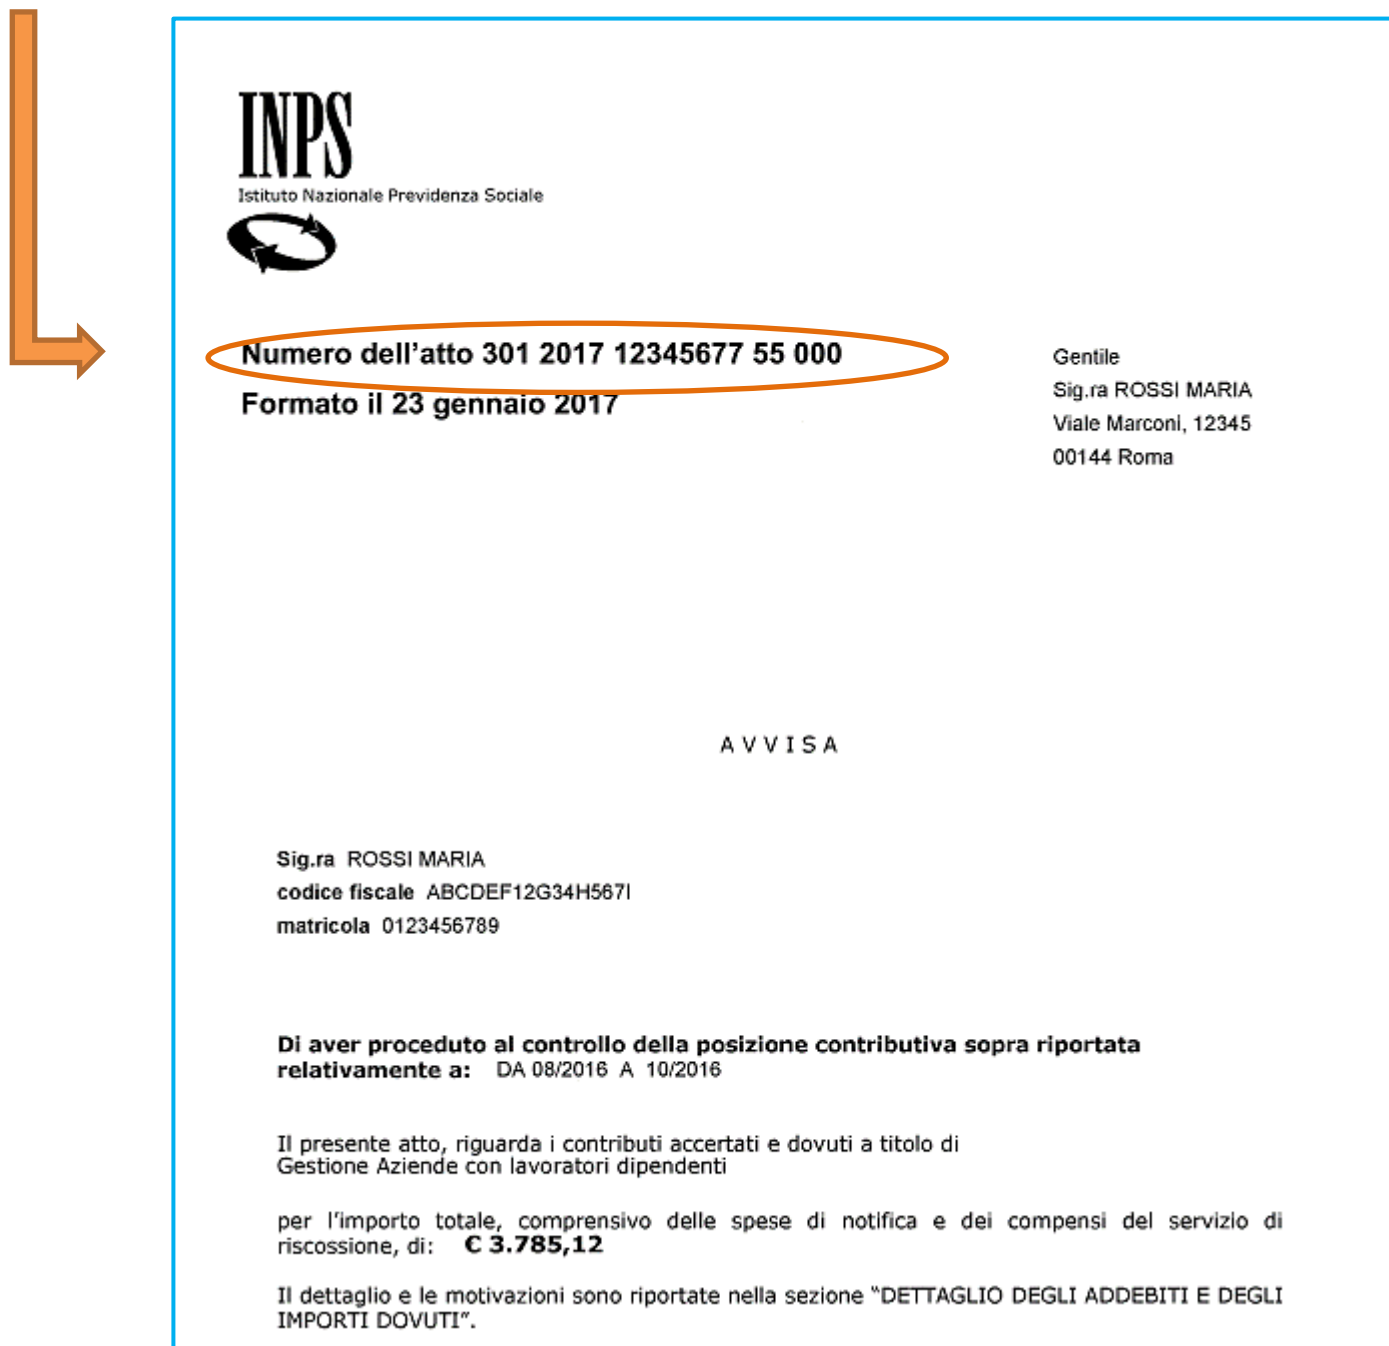 INPS
Istituto Nazionale Previdenza Sociale
Numero dell'atto 301 2017 12345677 55 000
Formato il 23 gennaio 2017
Gentile
Sig.ra ROSSI MARIA
Viale Marconi, 12345
00144 Roma
A V V I S A
Sig.ra ROSSI MARIA
codice fiscale ABCDEF12G34H567I
matricola 0123456789
Di aver proceduto al controllo della posizione contributiva sopra riportata
relativamente a: DA 08/2016 A 10/2016
Il presente atto, riguarda i contributi accertati e dovuti a titolo di
Gestione Aziende con lavoratori dipendenti
per l'importo totale, comprensivo delle spese di notifica e dei compensi del servizio di
riscossione, di: € 3.785,12
Il dettaglio e le motivazioni sono riportate nella sezione “DETTAGLIO DEGLI ADDEBITI E DEGLI
IMPORTI DOVUTI”.